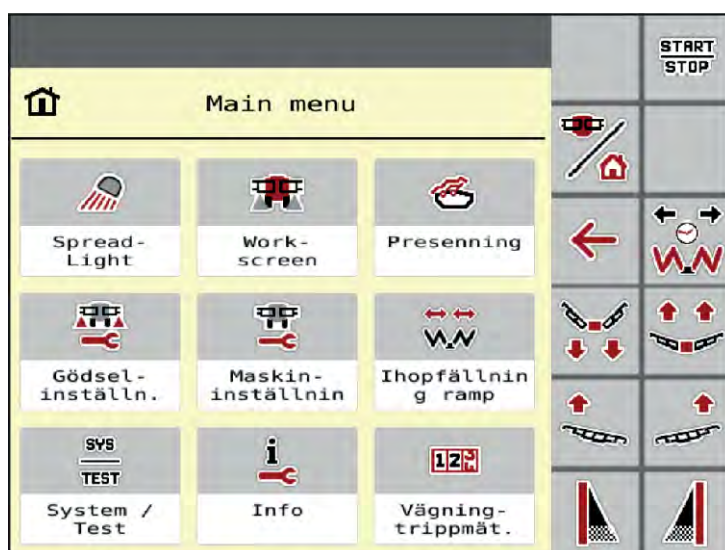 START
STOP
Main menu
Spread-
Light
Work-
screen
Presenning
Gödsel-
inställn.
Maskin-
inställnin
Ihopfällnin
g ramp
SYS
TEST
System /
Test
i
Info
123
Vägning-
trippmät.